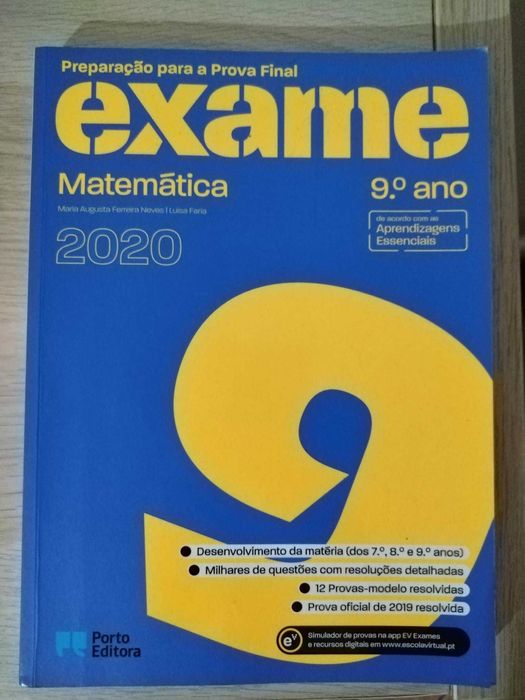 Preparação para a Prova Final
exame
Matemática
9.º ano
Maria Augusta Ferreira Neves | Luísa Faria
de acordo com as
Aprendizagens
Essenciais
2020
9
Desenvolvimento da matéria (dos 7.º, 8.º e 9.º anos)
Milhares de questões com resoluções detalhadas
12 Provas-modelo resolvidas
Prova oficial de 2019 resolvida
Porto
Editora
eV
Simulador de provas na app EV Exames
e recursos digitais em www.escolavirtual.pt